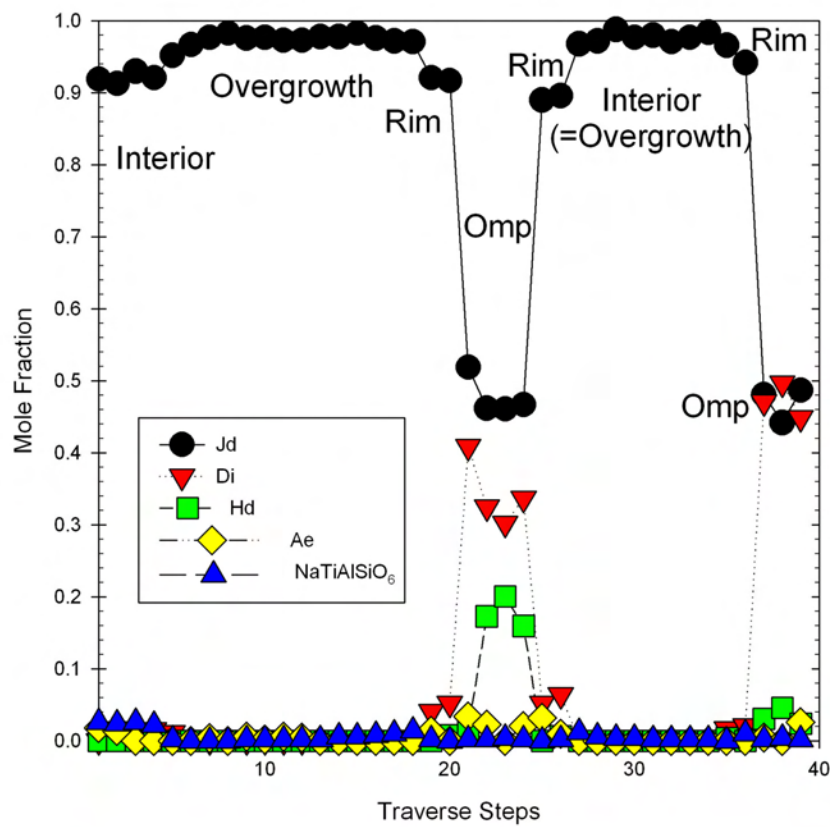 1.0
0.9
0.8
0.7
0.6
0.5
0.4
0.3
0.2
0.1
0.0
Mole Fraction
Rim
Overgrowth
Rim
Interior
(=Overgrowth)
Rim
Interior
Omp
Omp
Jd
Di
Hd
Ae
NaTiAlSiO₆
10
20
30
40
Traverse Steps